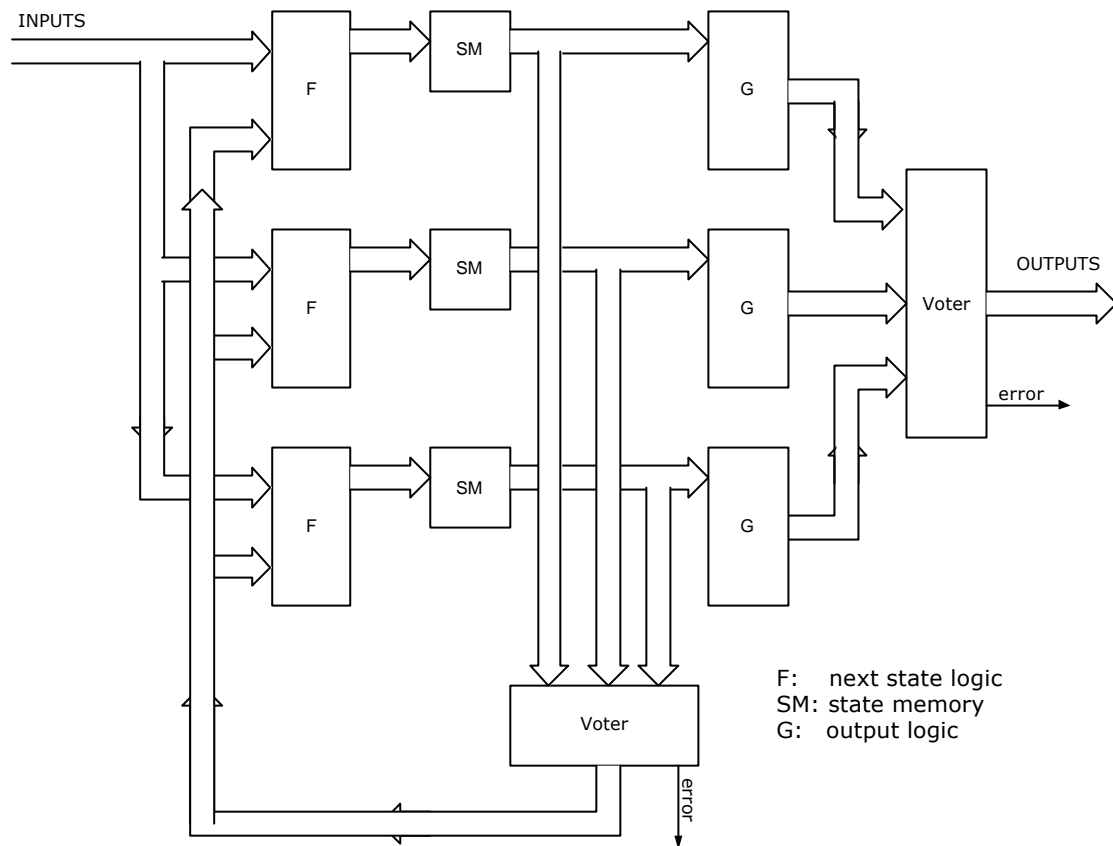 INPUTS
F
SM
G
F
SM
G
OUTPUTS
Voter
error
F
SM
G
F: next state logic
SM: state memory
G: output logic
Voter
error